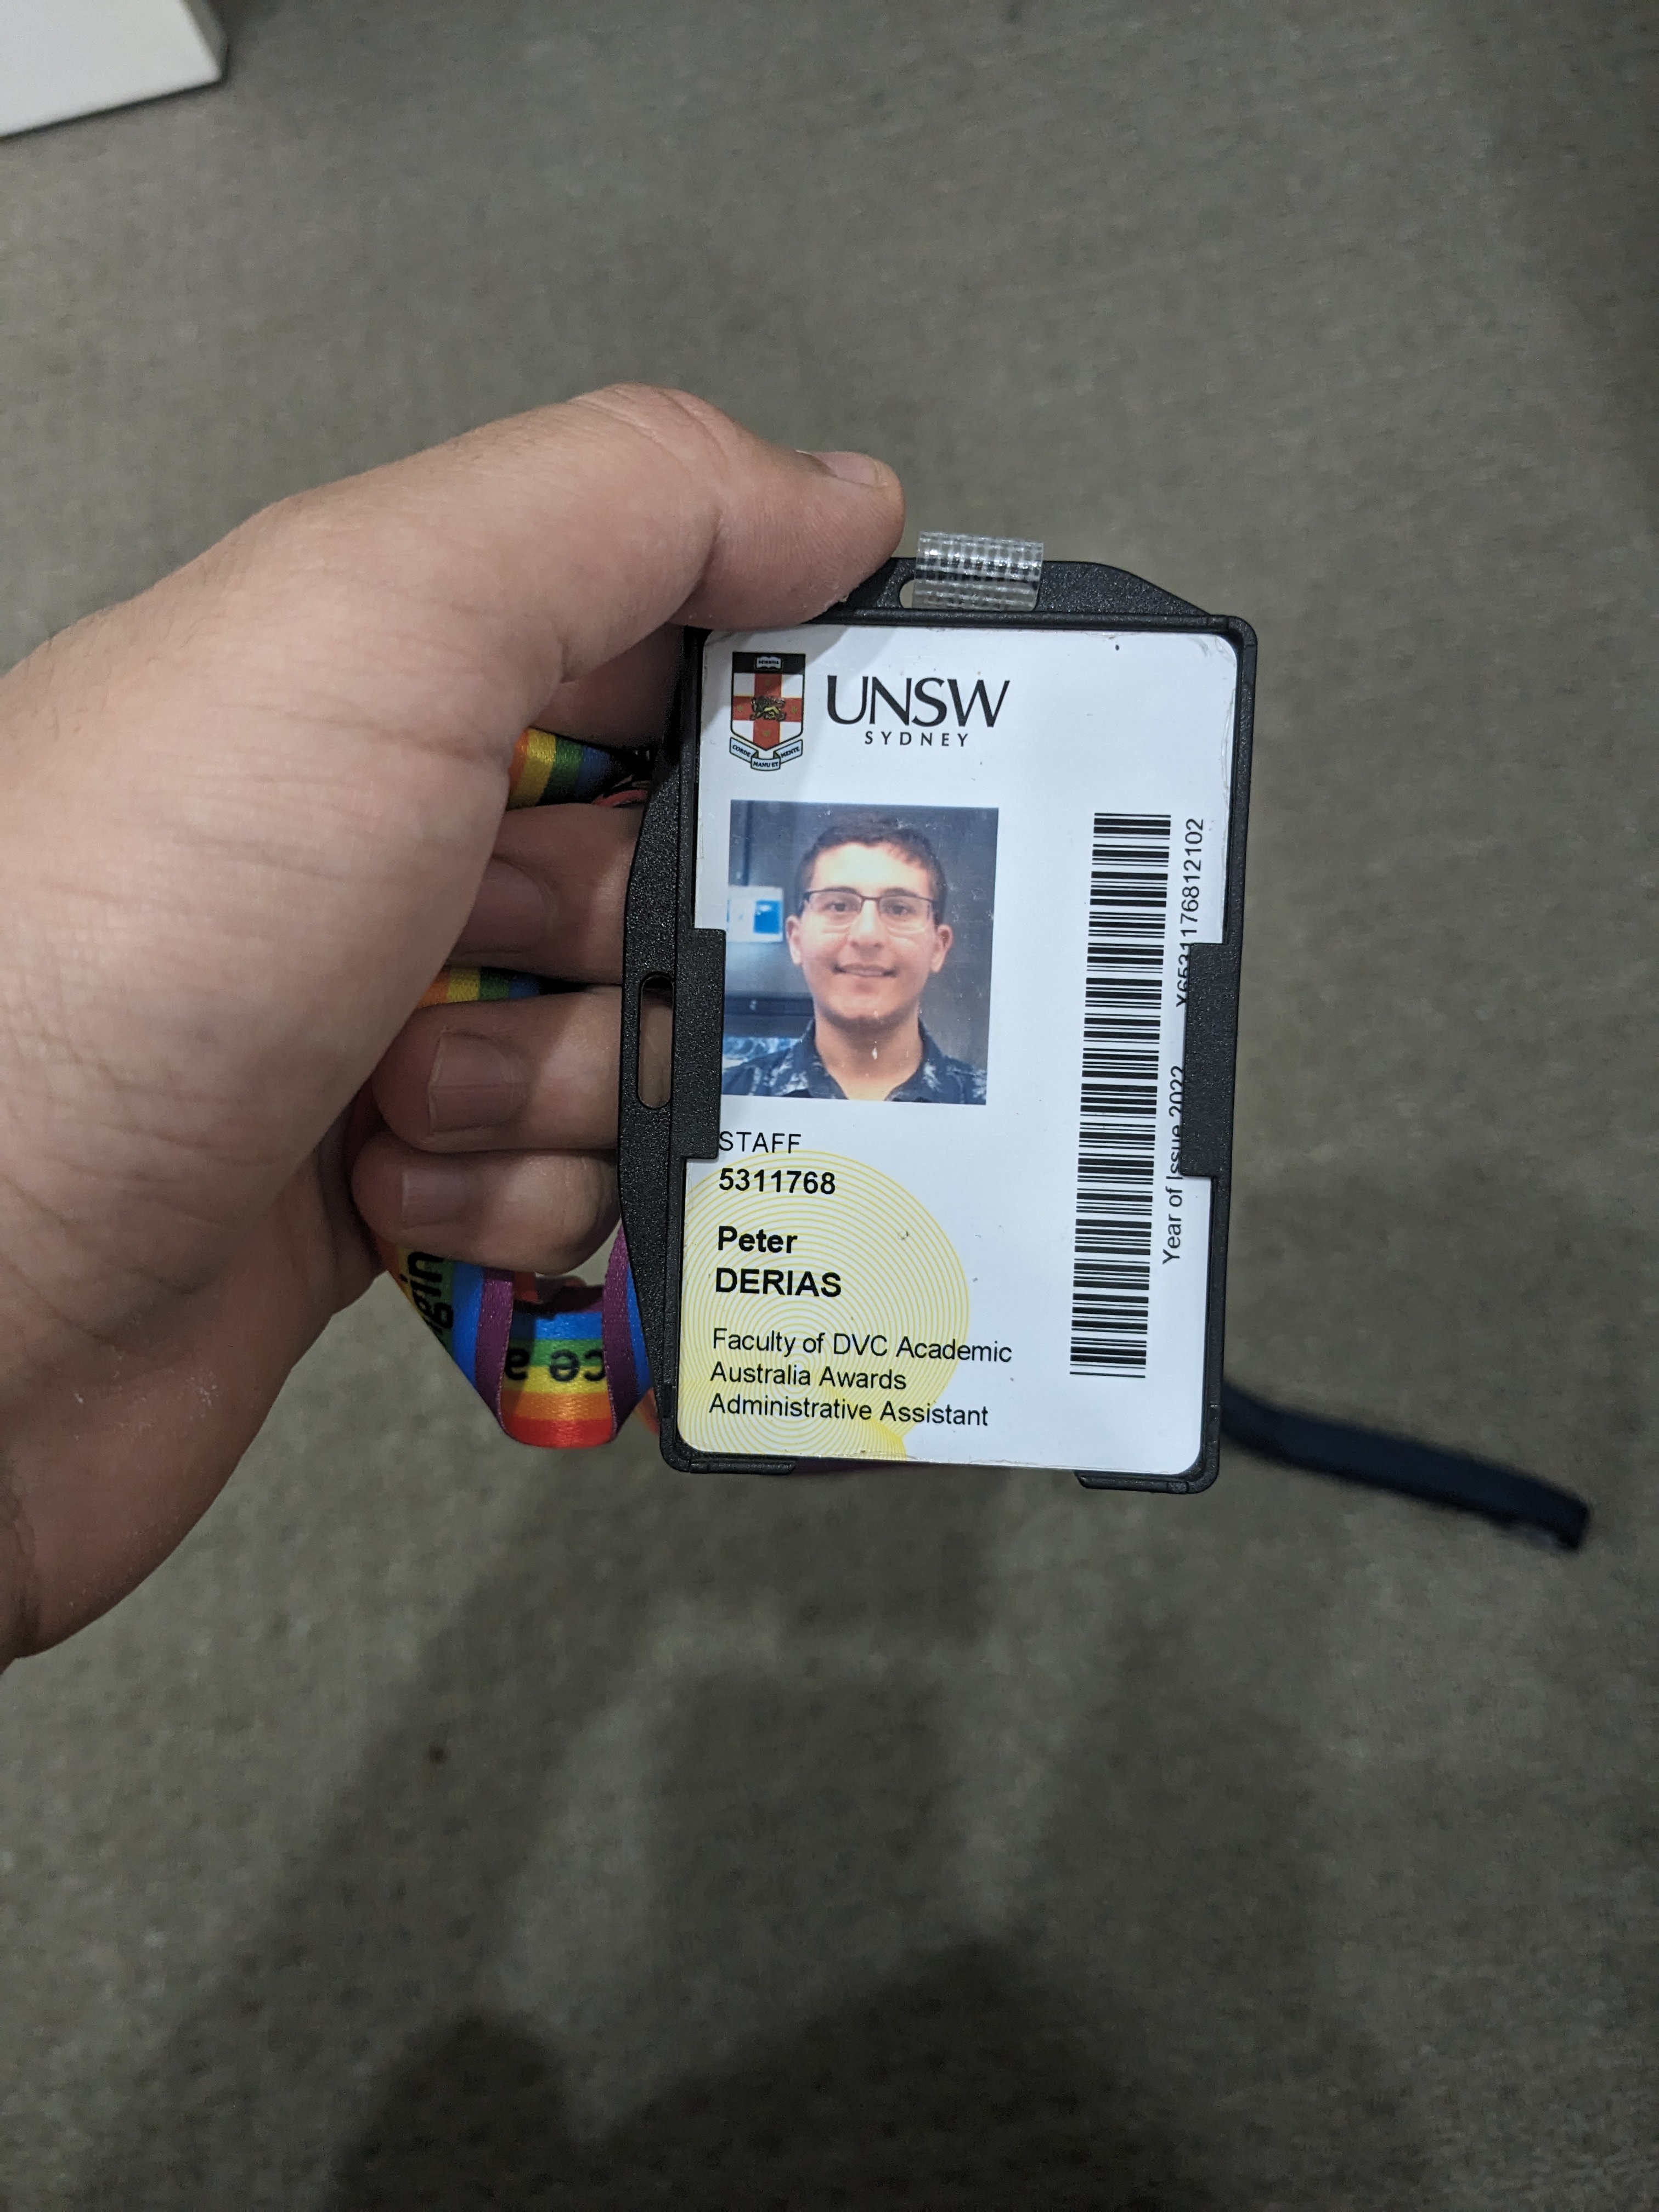 UNSW
SYDNEY
STAFF
5311768
Peter
DERIAS
Faculty of DVC Academic
Australia Awards
Administrative Assistant
Year of Issue 2022 X65311176812102
gin
ce a